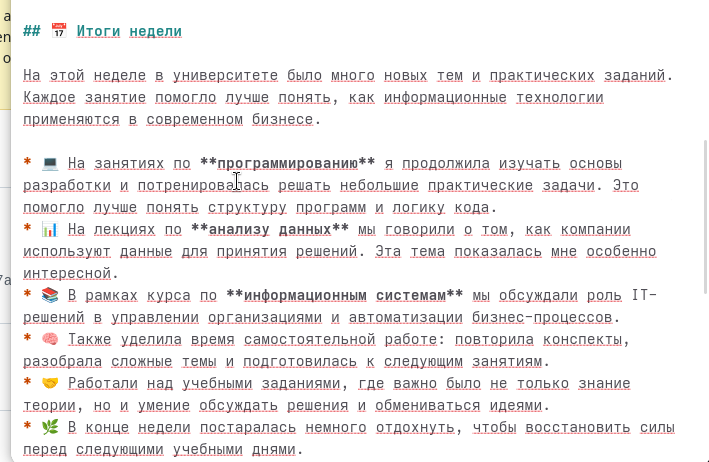 a
en
o
7a
## 📅 Итоги недели
На этой неделе в университете было много новых тем и практических заданий.
Каждое занятие помогло лучше понять, как информационные технологии
применяются в современном бизнесе.
* 💻 На занятиях по **программированию** я продолжила изучать основы
разработки и потренировалась решать небольшие практические задачи. Это
помогло лучше понять структуру программ и логику кода.
* 📊 На лекциях по **анализу данных** мы говорили о том, как компании
используют данные для принятия решений. Эта тема показалась мне особенно
интересной.
* 📚 В рамках курса по **информационным системам** мы обсуждали роль IT-
решений в управлении организациями и автоматизации бизнес-процессов.
* 🧠 Также уделила время самостоятельной работе: повторила конспекты,
разобрала сложные темы и подготовилась к следующим занятиям.
* 🤝 Работали над учебными заданиями, где важно было не только знание
теории, но и умение обсуждать решения и обмениваться идеями.
* 🌿 В конце недели постаралась немного отдохнуть, чтобы восстановить силы
перед следующими учебными днями.